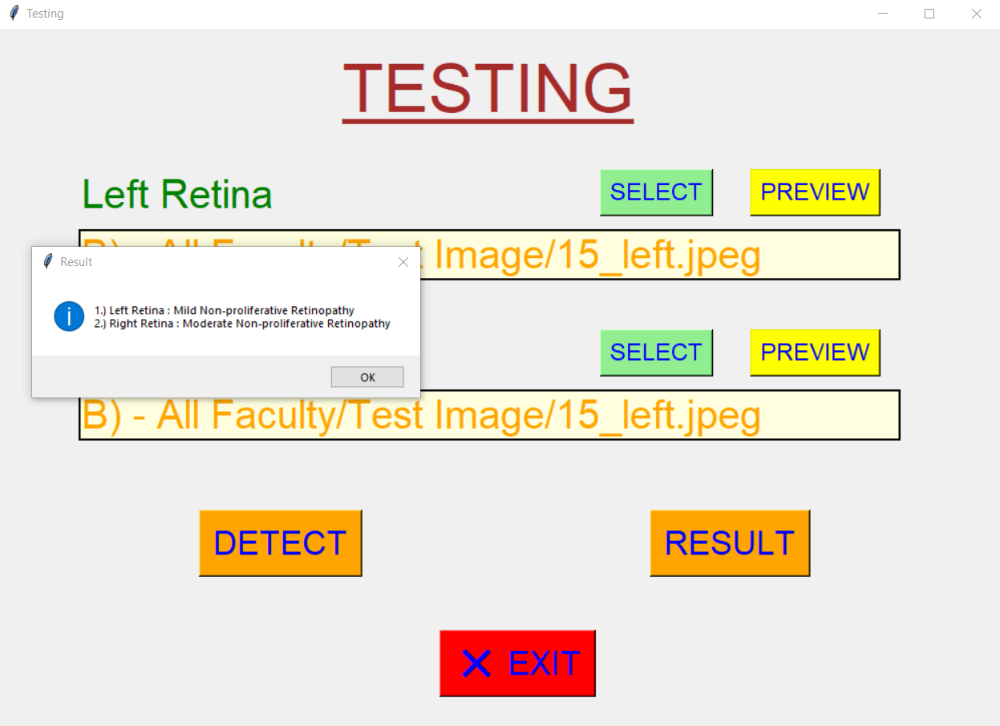 Testing
TESTING
Left Retina
SELECT
PREVIEW
Image/15_left.jpeg
Result
1.) Left Retina : Mild Non-proliferative Retinopathy
2.) Right Retina : Moderate Non-proliferative Retinopathy
OK
SELECT
PREVIEW
B) - All Faculty/Test Image/15_left.jpeg
DETECT
RESULT
EXIT